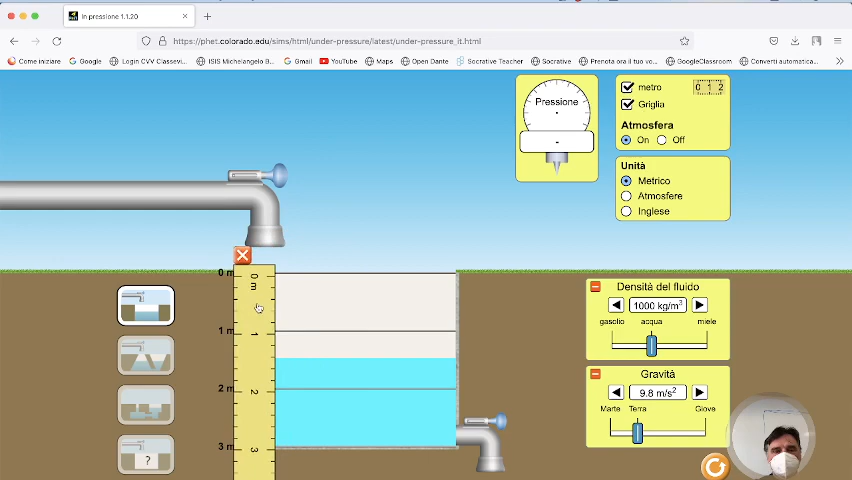 In pressione 1.1.20
https://phet.colorado.edu/sims/html/under-pressure/latest/under-pressure_it.html
Come iniziare
Google
Login CVV Classevi...
ISIS Michelangelo B...
Gmail
YouTube
Maps
Open Dante
Socrative Teacher
Socrative
Prenota ora il tuo v...
GoogleClassroom
Converti automatica...
Pressione
-
metro
0 1 2
Griglia
Atmosfera
On Off
Unità
Metrico
Atmosfere
Inglese
0 m
1 m
2 m
3 m
0 m
1
2
3
?
Densità del fluido
1000 kg/m³
gasolio acqua miele
Gravità
9.8 m/s²
Marte Terra Giove